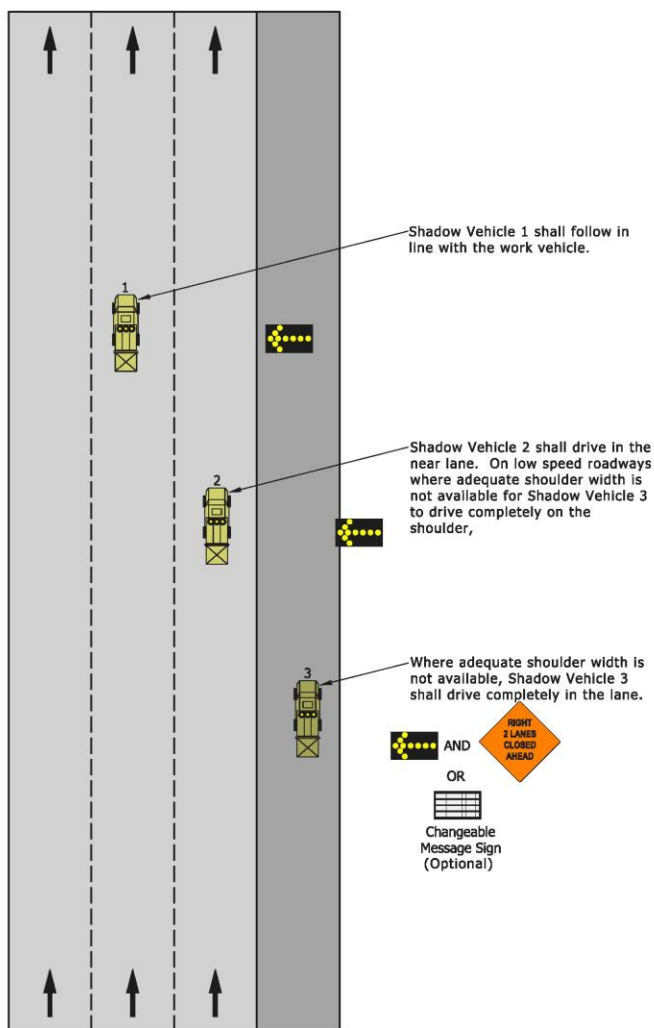 1
Shadow Vehicle 1 shall follow in
line with the work vehicle.
2
Shadow Vehicle 2 shall drive in the
near lane. On low speed roadways
where adequate shoulder width is
not available for Shadow Vehicle 3
to drive completely on the
shoulder,
3
Where adequate shoulder width is
not available, Shadow Vehicle 3
shall drive completely in the lane.
AND
RIGHT
2 LANES
CLOSED
AHEAD
OR
Changeable
Message Sign
(Optional)